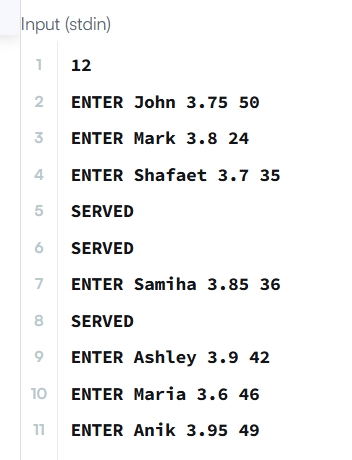 Input (stdin)
1 12
2 ENTER John 3.75 50
3 ENTER Mark 3.8 24
4 ENTER Shafaet 3.7 35
5 SERVED
6 SERVED
7 ENTER Samiha 3.85 36
8 SERVED
9 ENTER Ashley 3.9 42
10 ENTER Maria 3.6 46
11 ENTER Anik 3.95 49